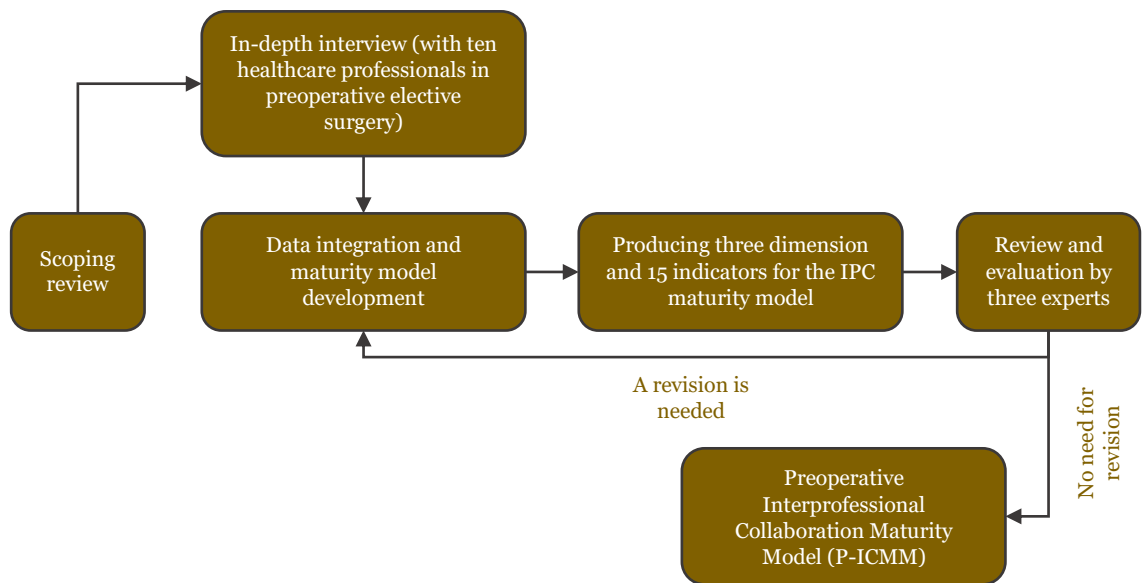 In-depth interview (with ten
healthcare professionals in
preoperative elective
surgery)
Scoping
review
Data integration and
maturity model
development
Producing three dimension
and 15 indicators for the IPC
maturity model
Review and
evaluation by
three experts
A revision is
needed
No need for
revision
Preoperative
Interprofessional
Collaboration Maturity
Model (P-ICMM)